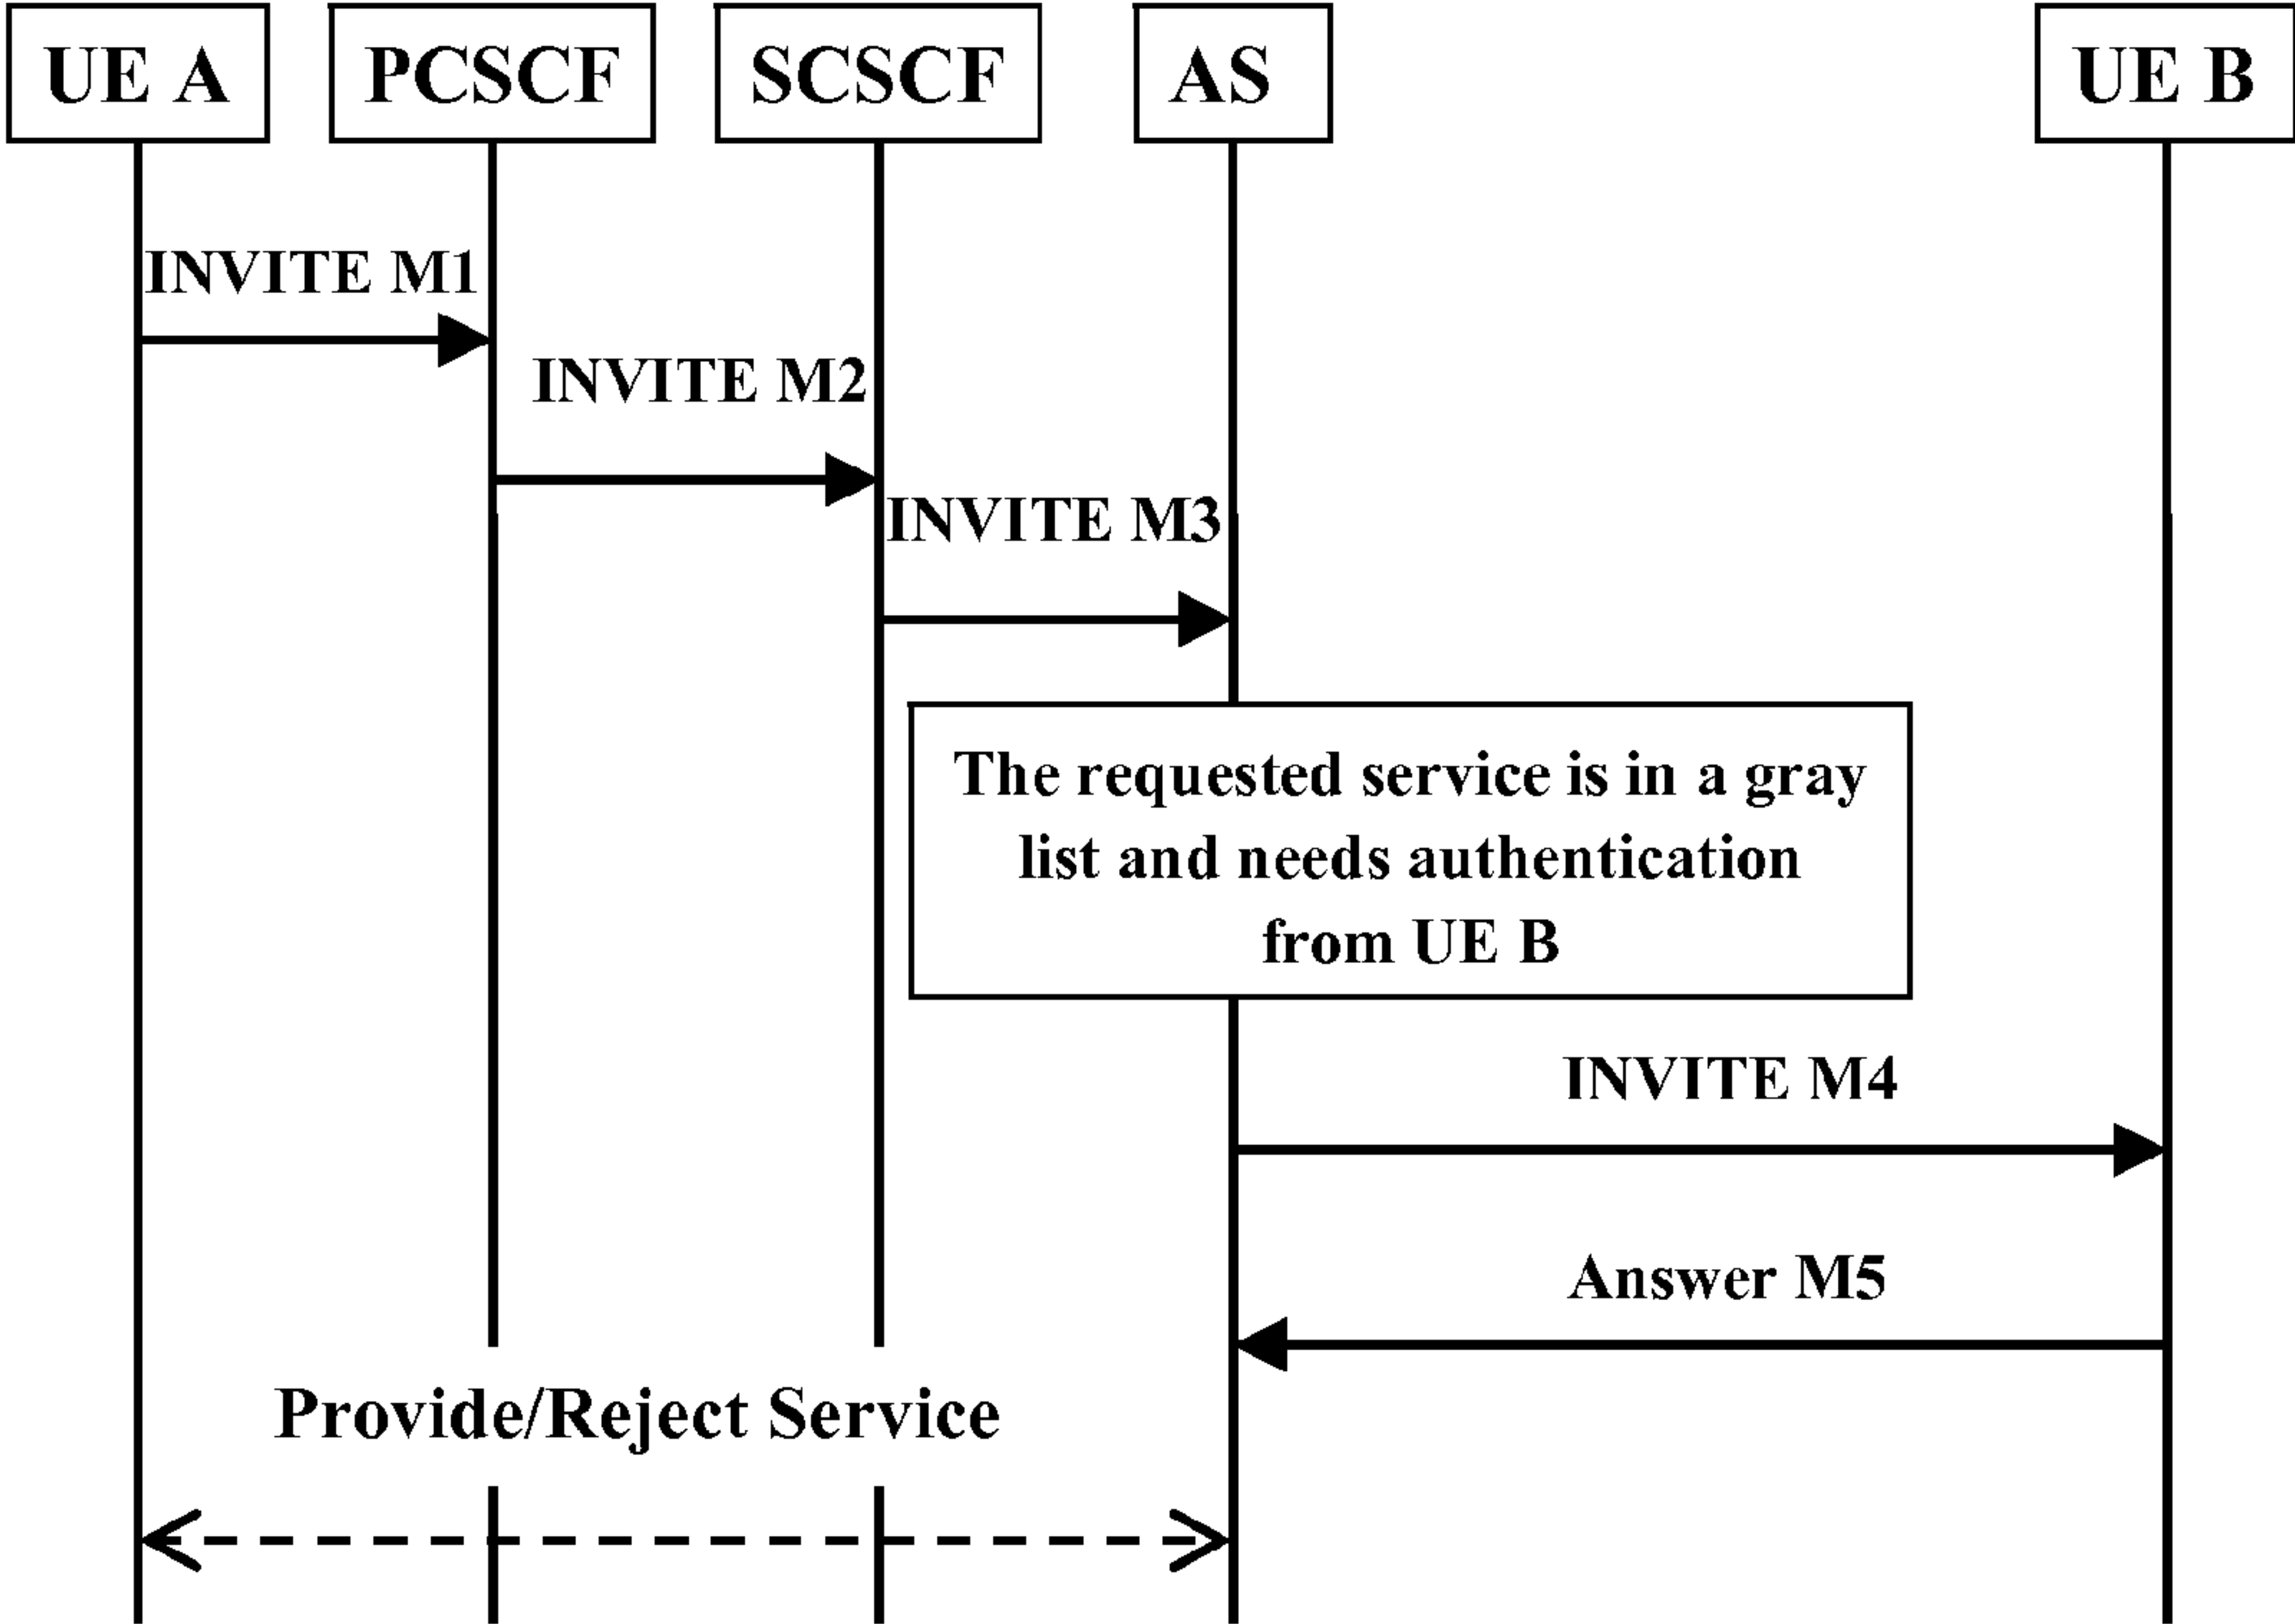 UE A
PCSCF
SCSCF
AS
UE B
INVITE M1
INVITE M2
INVITE M3
The requested service is in a gray
list and needs authentication
from UE B
INVITE M4
Answer M5
Provide/Reject Service